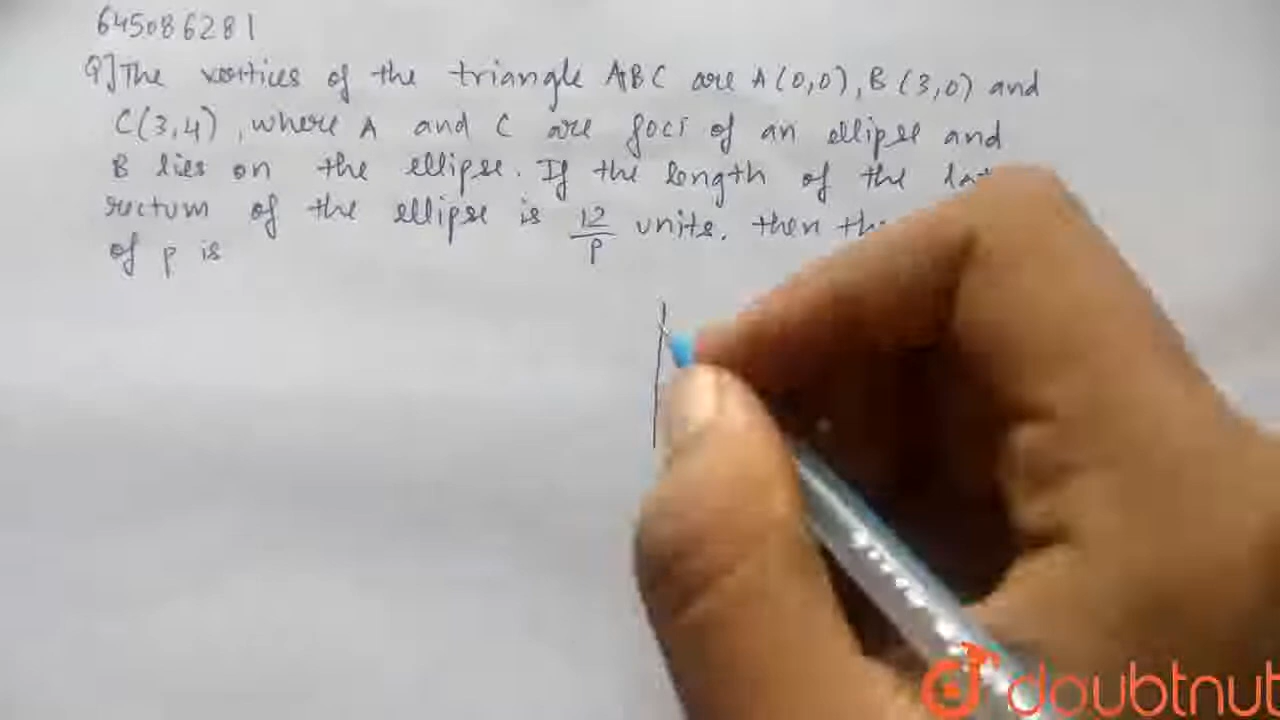 645086281
Q] The vertices of the triangle ABC are A(0,0), B(3,0) and
C(3,4), where A and C are foci of an ellipse and
B lies on the ellipse. If the length of the
rectum of the ellipse is 12/P units. then
of p is
doubtnut